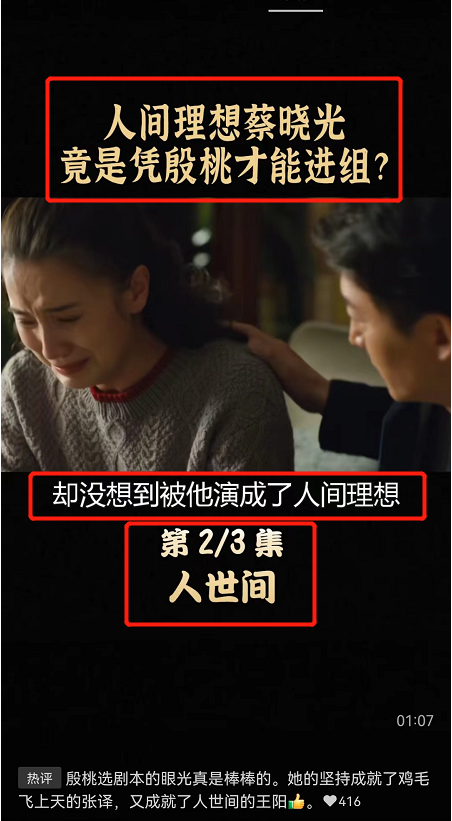 人间理想蔡晓光
竟是凭殷桃才能进组?
却没想到被他演成了人间理想
第2/3集
人世间
01:07
热评 殷桃选剧本的眼光真是棒棒的。她的坚持成就了鸡毛
飞上天的张译，又成就了人世间的王阳👍。♥416